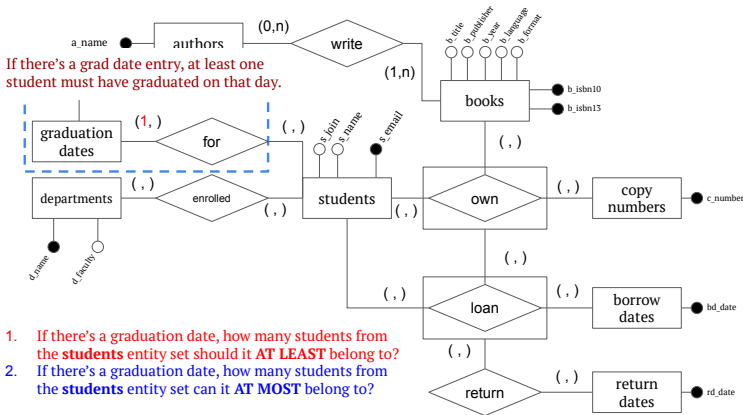 b_title
b_publisher
b_year
b_language
b_format
(0,n)
a_name
authors
write
If there's a grad date entry, at least one
student must have graduated on that day.
(1,n)
books
b_isbn10
b_isbn13
graduation
dates
(1, )
for
( , )
s_join
s_name
s_email
( , )
departments
( , )
enrolled
( , )
students
( , )
own
( , )
copy
numbers
c_number
d_name
d_faculty
( , )
( , )
loan
( , )
borrow
dates
bd_date
1. If there's a graduation date, how many students from
the students entity set should it AT LEAST belong to?
2. If there's a graduation date, how many students from
the students entity set can it AT MOST belong to?
( , )
return
( , )
return
dates
rd_date